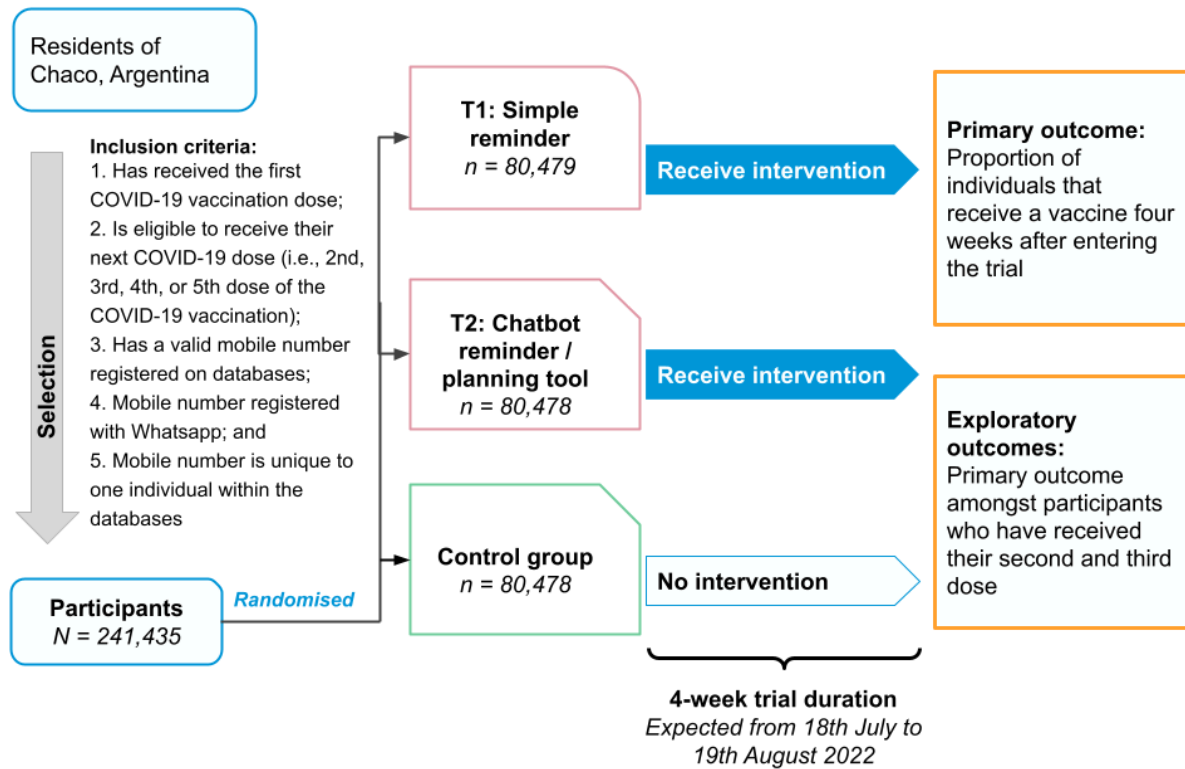 Residents of
Chaco, Argentina
Selection
Inclusion criteria:
1. Has received the first
COVID-19 vaccination dose;
2. Is eligible to receive their
next COVID-19 dose (i.e., 2nd,
3rd, 4th, or 5th dose of the
COVID-19 vaccination);
3. Has a valid mobile number
registered on databases;
4. Mobile number registered
with Whatsapp; and
5. Mobile number is unique to
one individual within the
databases
Participants
N = 241,435
Randomised
T1: Simple
reminder
n = 80,479
Receive intervention
T2: Chatbot
reminder /
planning tool
n = 80,478
Receive intervention
Control group
n = 80,478
No intervention
4-week trial duration
Expected from 18th July to
19th August 2022
Primary outcome:
Proportion of
individuals that
receive a vaccine four
weeks after entering
the trial
Exploratory
outcomes:
Primary outcome
amongst participants
who have received
their second and third
dose